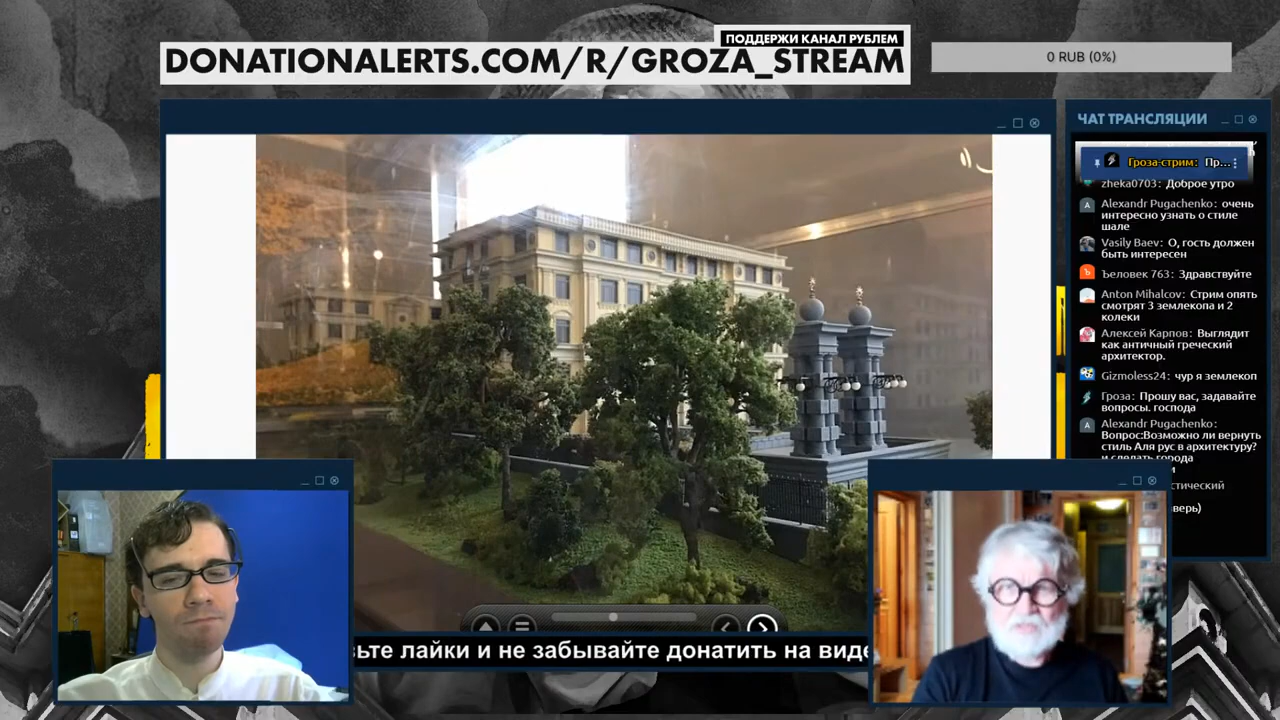 ПОДДЕРЖИ КАНАЛ РУБЛЕМ
DONATIONALERTS.COM/R/GROZA_STREAM
0 RUB (0%)
ЧАТ ТРАНСЛЯЦИИ
Гроза-стрим: Пр...
zheka0703: Доброе утро
Alexandr Pugachenko: очень
интересно узнать о стиле
шале
Vasily Baev: О, гость должен
быть интересен
Ъеловек 763: Здравствуйте
Anton Mihalcov: Стрим опять
смотрят 3 землекопа и 2
колеки
Алексей Карпов: Выглядит
как античный греческий
архитектор.
Gizmoless24: чур я землекоп
Гроза: Прошу вас, задавайте
вопросы. господа
Alexandr Pugachenko:
Вопрос:Возможно ли вернуть
стиль Аля рус в архитектуру?
и сделать города
стический
верь)
ьте лайки и не забывайте донатить на виде